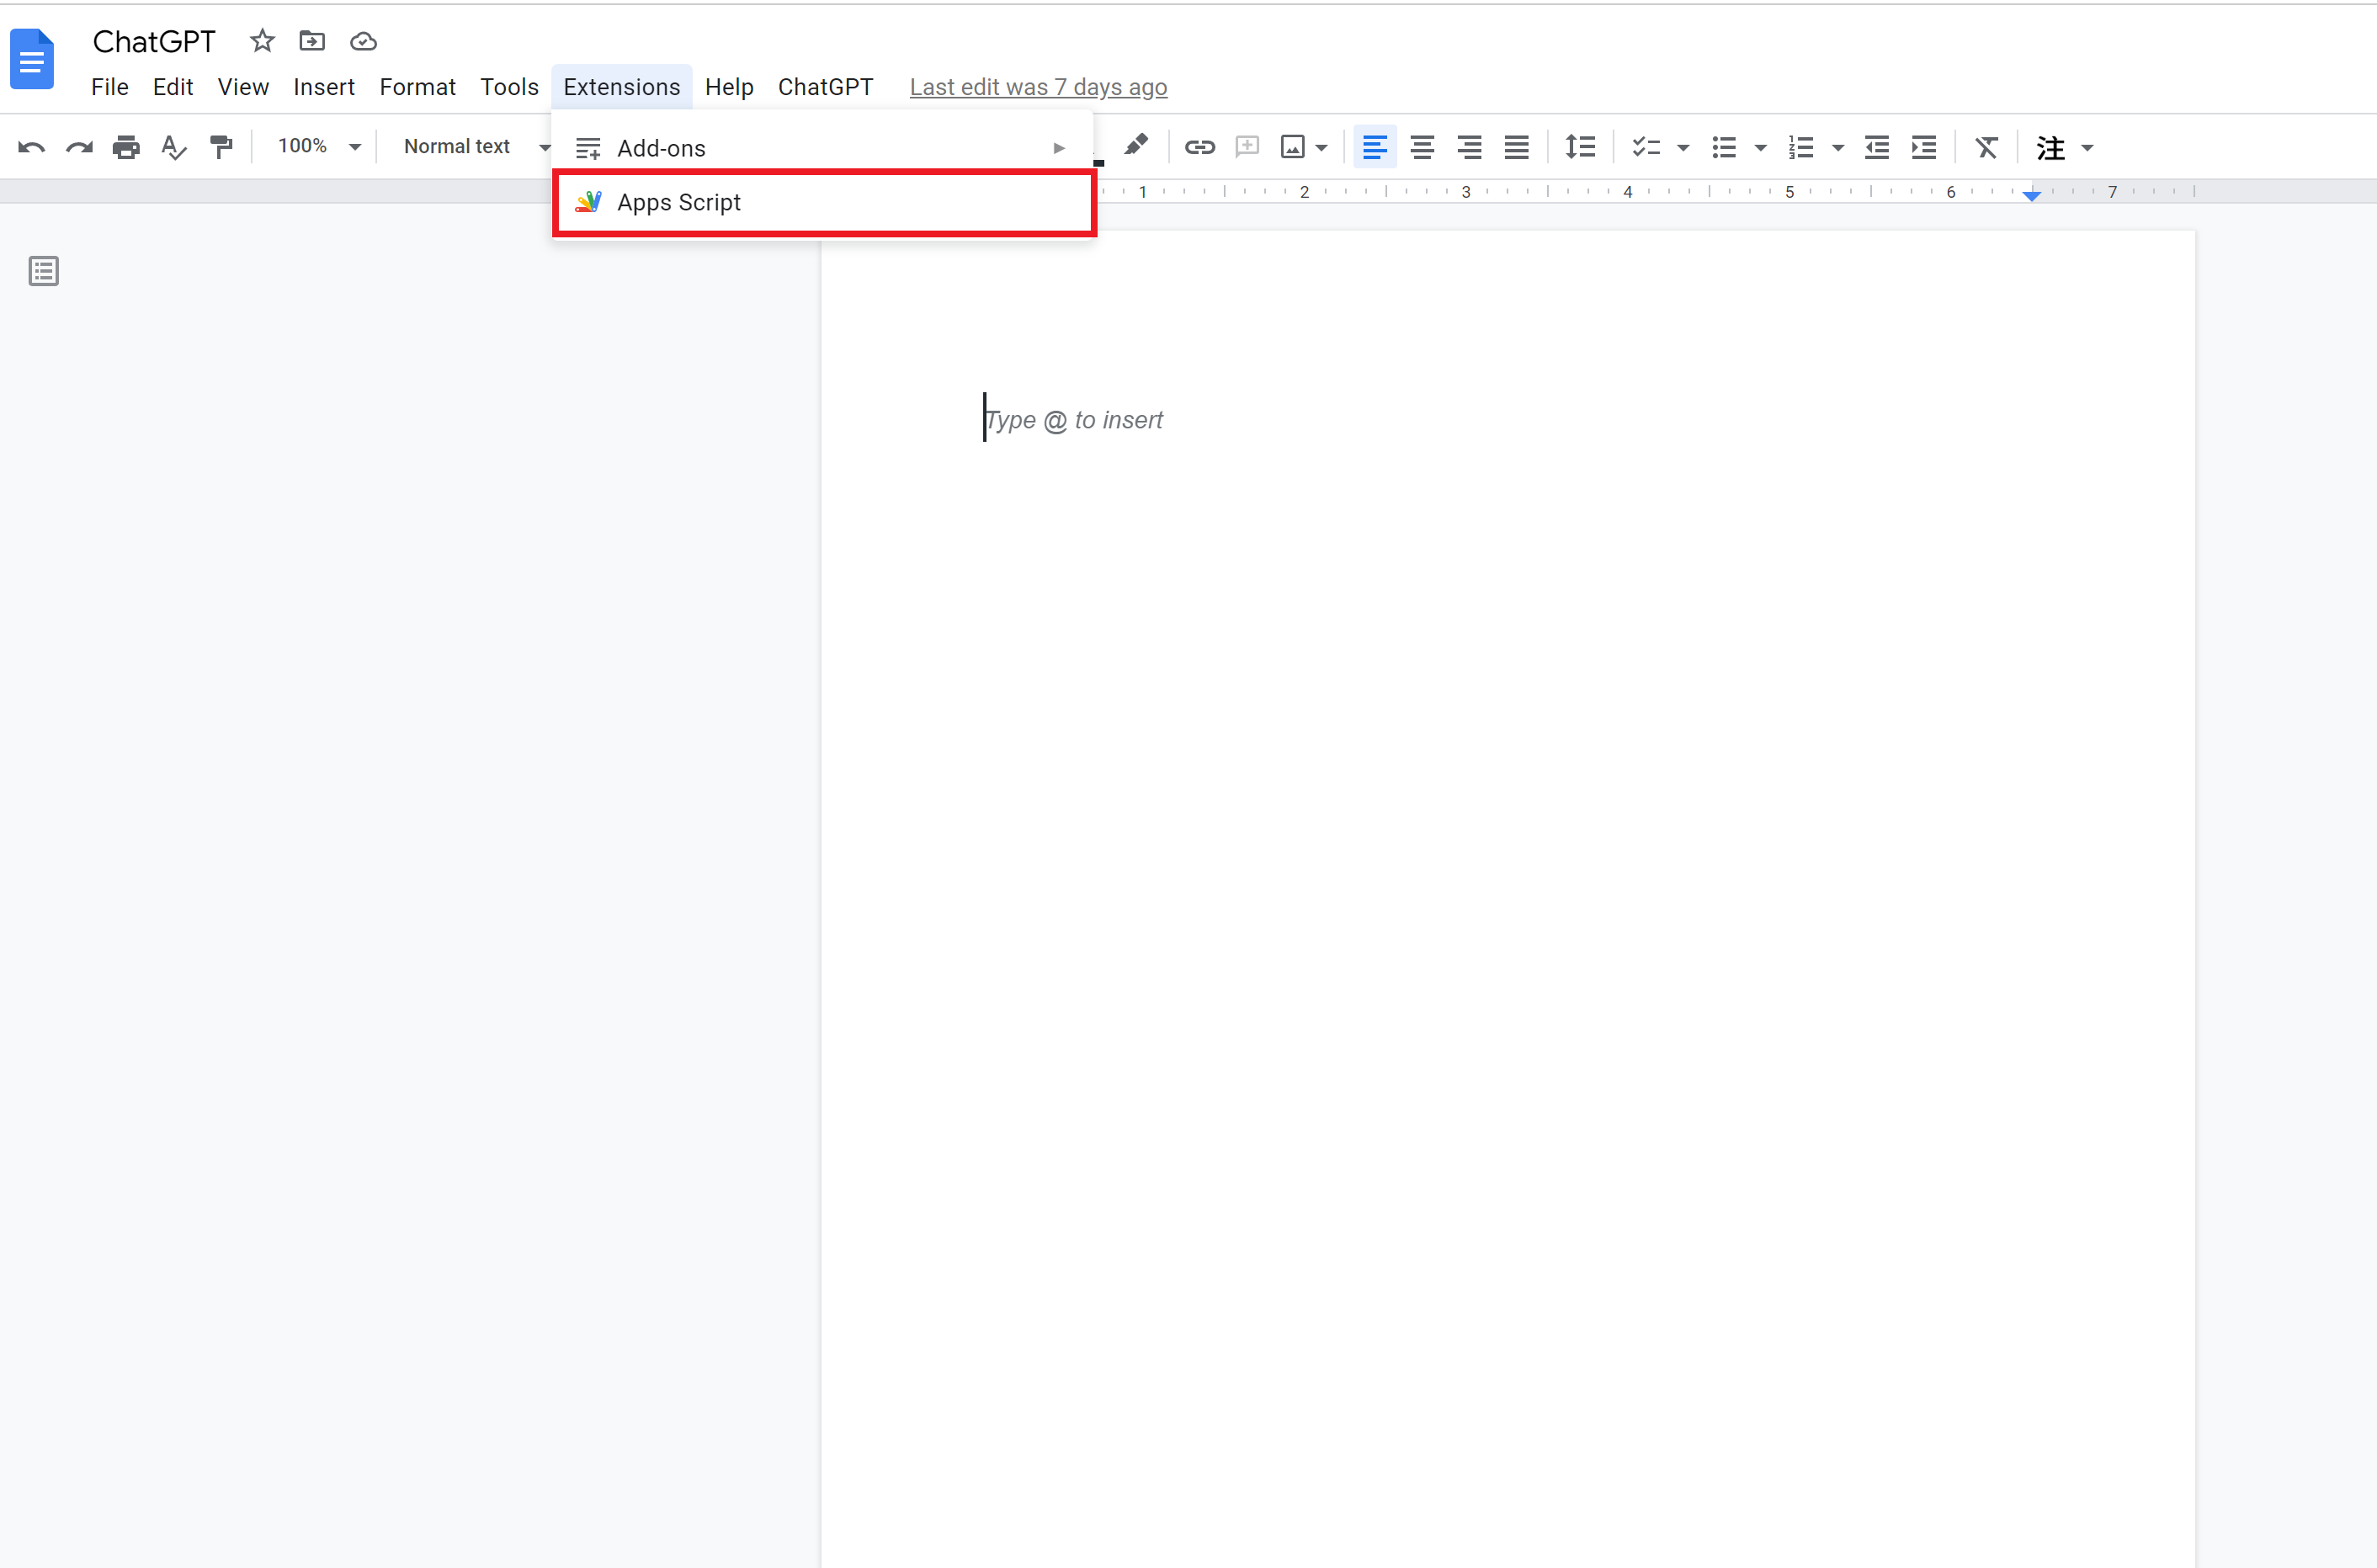 ChatGPT
File Edit View Insert Format Tools Extensions Help ChatGPT Last edit was 7 days ago
100% Normal text 注
Add-ons
Apps Script
1 2 3 4 5 6 7
Type @ to insert